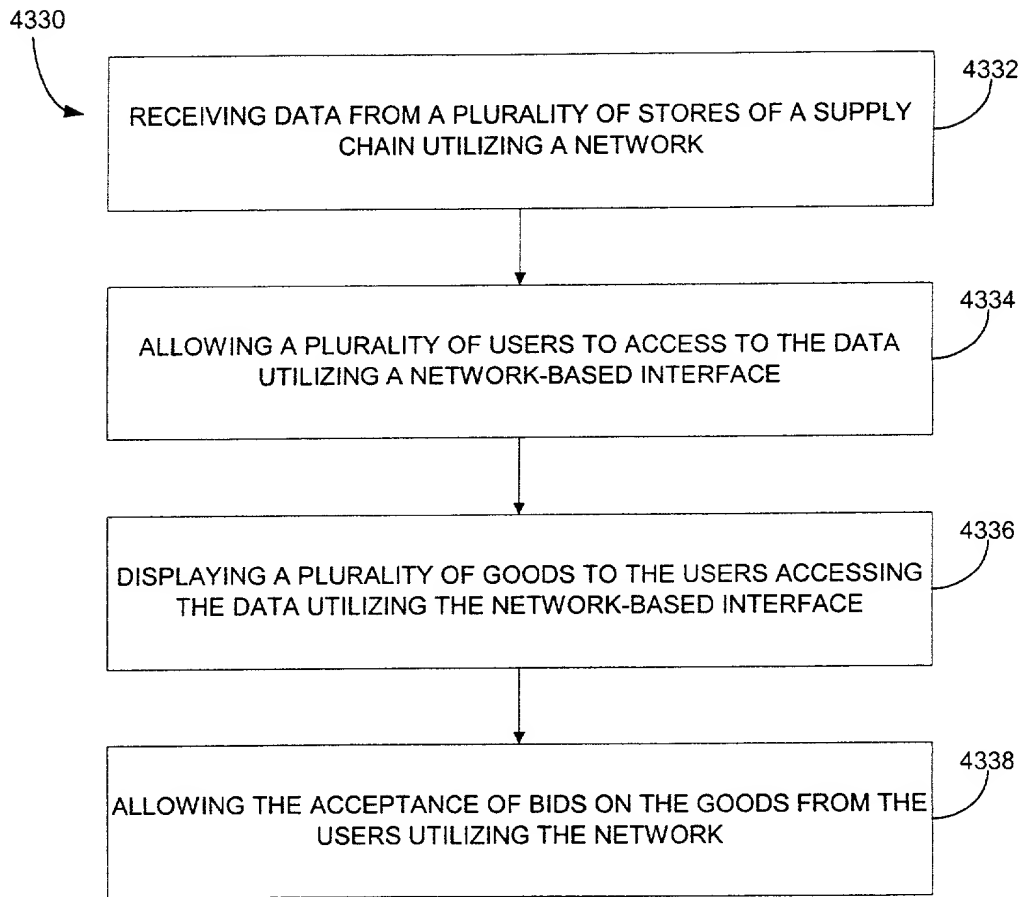 4330
4332
RECEIVING DATA FROM A PLURALITY OF STORES OF A SUPPLY
CHAIN UTILIZING A NETWORK
4334
ALLOWING A PLURALITY OF USERS TO ACCESS TO THE DATA
UTILIZING A NETWORK-BASED INTERFACE
4336
DISPLAYING A PLURALITY OF GOODS TO THE USERS ACCESSING
THE DATA UTILIZING THE NETWORK-BASED INTERFACE
4338
ALLOWING THE ACCEPTANCE OF BIDS ON THE GOODS FROM THE
USERS UTILIZING THE NETWORK